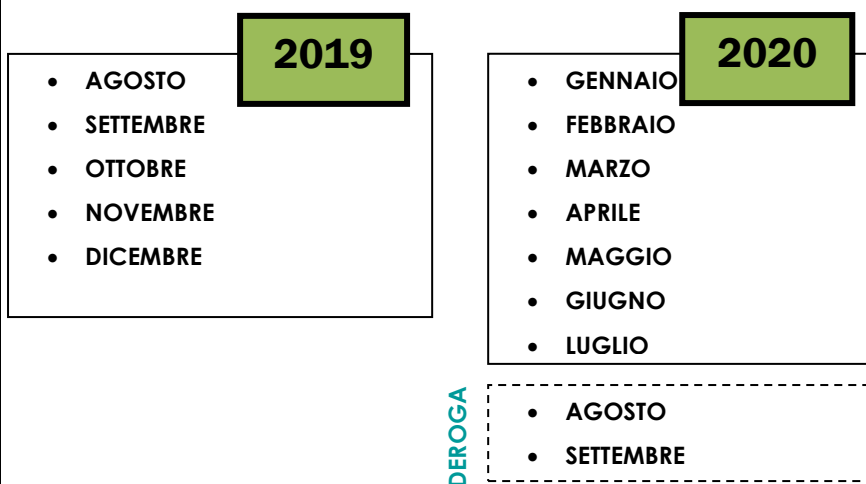 2019
• AGOSTO
• SETTEMBRE
• OTTOBRE
• NOVEMBRE
• DICEMBRE
2020
• GENNAIO
• FEBBRAIO
• MARZO
• APRILE
• MAGGIO
• GIUGNO
• LUGLIO
DEROGA
• AGOSTO
• SETTEMBRE